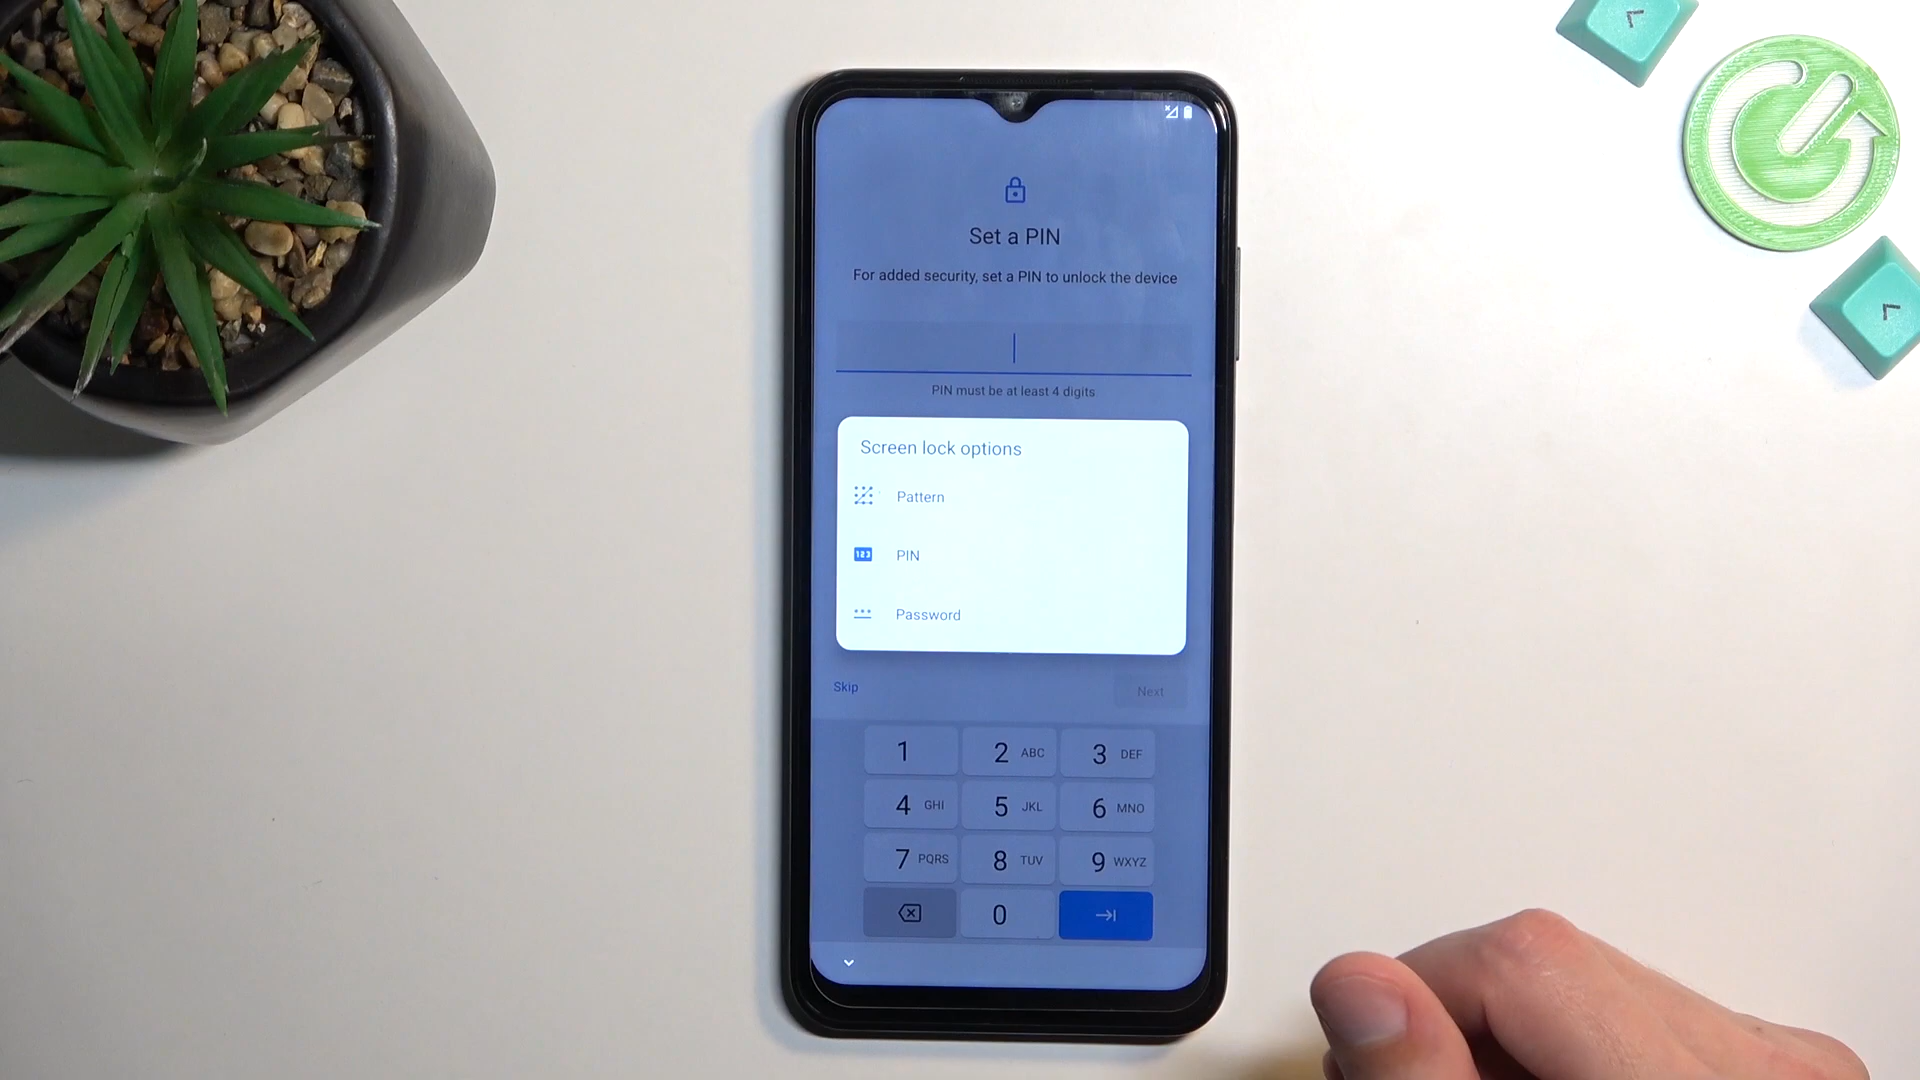 Set a PIN
For added security, set a PIN to unlock the device
PIN must be at least 4 digits
Screen lock options
Pattern
123 PIN
Password
Skip Next
1 2 ABC 3 DEF
4 GHI 5 JKL 6 MNO
7 PQRS 8 TUV 9 WXYZ
0